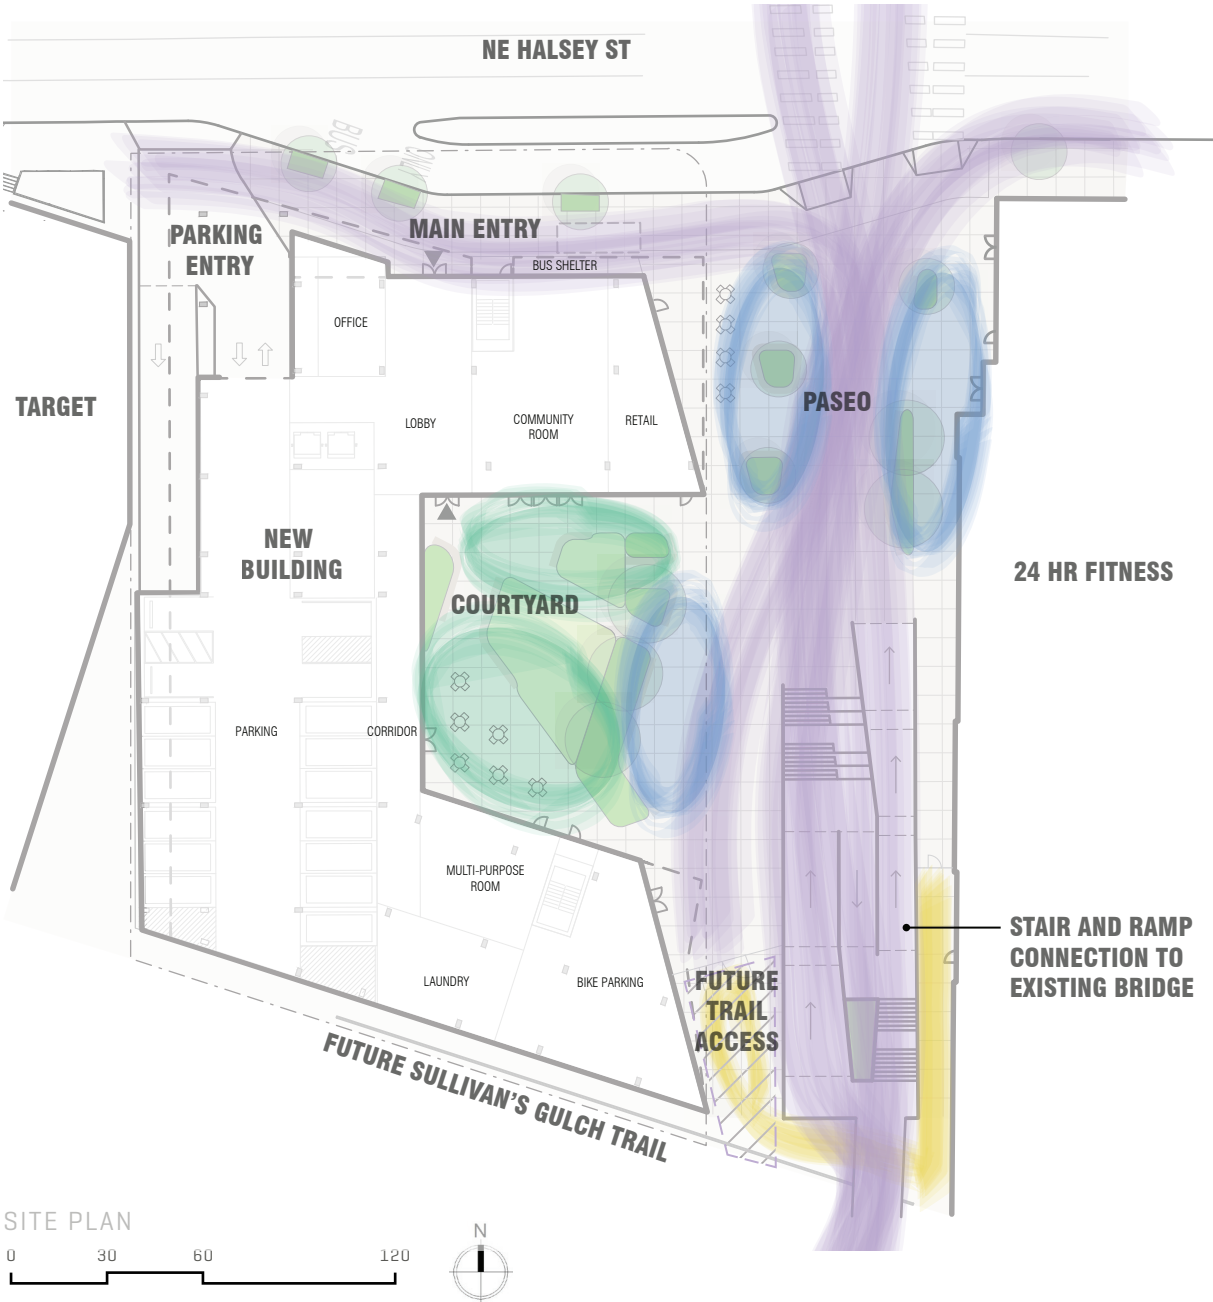 NE HALSEY ST
BUS
ONLY
PARKING
ENTRY
MAIN ENTRY
BUS SHELTER
OFFICE
TARGET
LOBBY
COMMUNITY
ROOM
RETAIL
PASEO
NEW
BUILDING
COURTYARD
24 HR FITNESS
PARKING
CORRIDOR
MULTI-PURPOSE
ROOM
STAIR AND RAMP
CONNECTION TO
EXISTING BRIDGE
LAUNDRY
BIKE PARKING
FUTURE
TRAIL
ACCESS
FUTURE SULLIVAN'S GULCH TRAIL
SITE PLAN
0 30 60 120
N